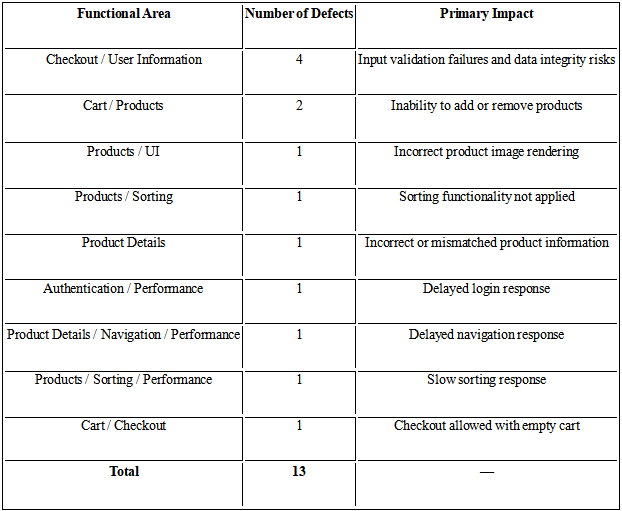 Functional Area Number of Defects Primary Impact
Checkout / User Information 4 Input validation failures and data integrity risks
Cart / Products 2 Inability to add or remove products
Products / UI 1 Incorrect product image rendering
Products / Sorting 1 Sorting functionality not applied
Product Details 1 Incorrect or mismatched product information
Authentication / Performance 1 Delayed login response
Product Details / Navigation / Performance 1 Delayed navigation response
Products / Sorting / Performance 1 Slow sorting response
Cart / Checkout 1 Checkout allowed with empty cart
Total 13 —